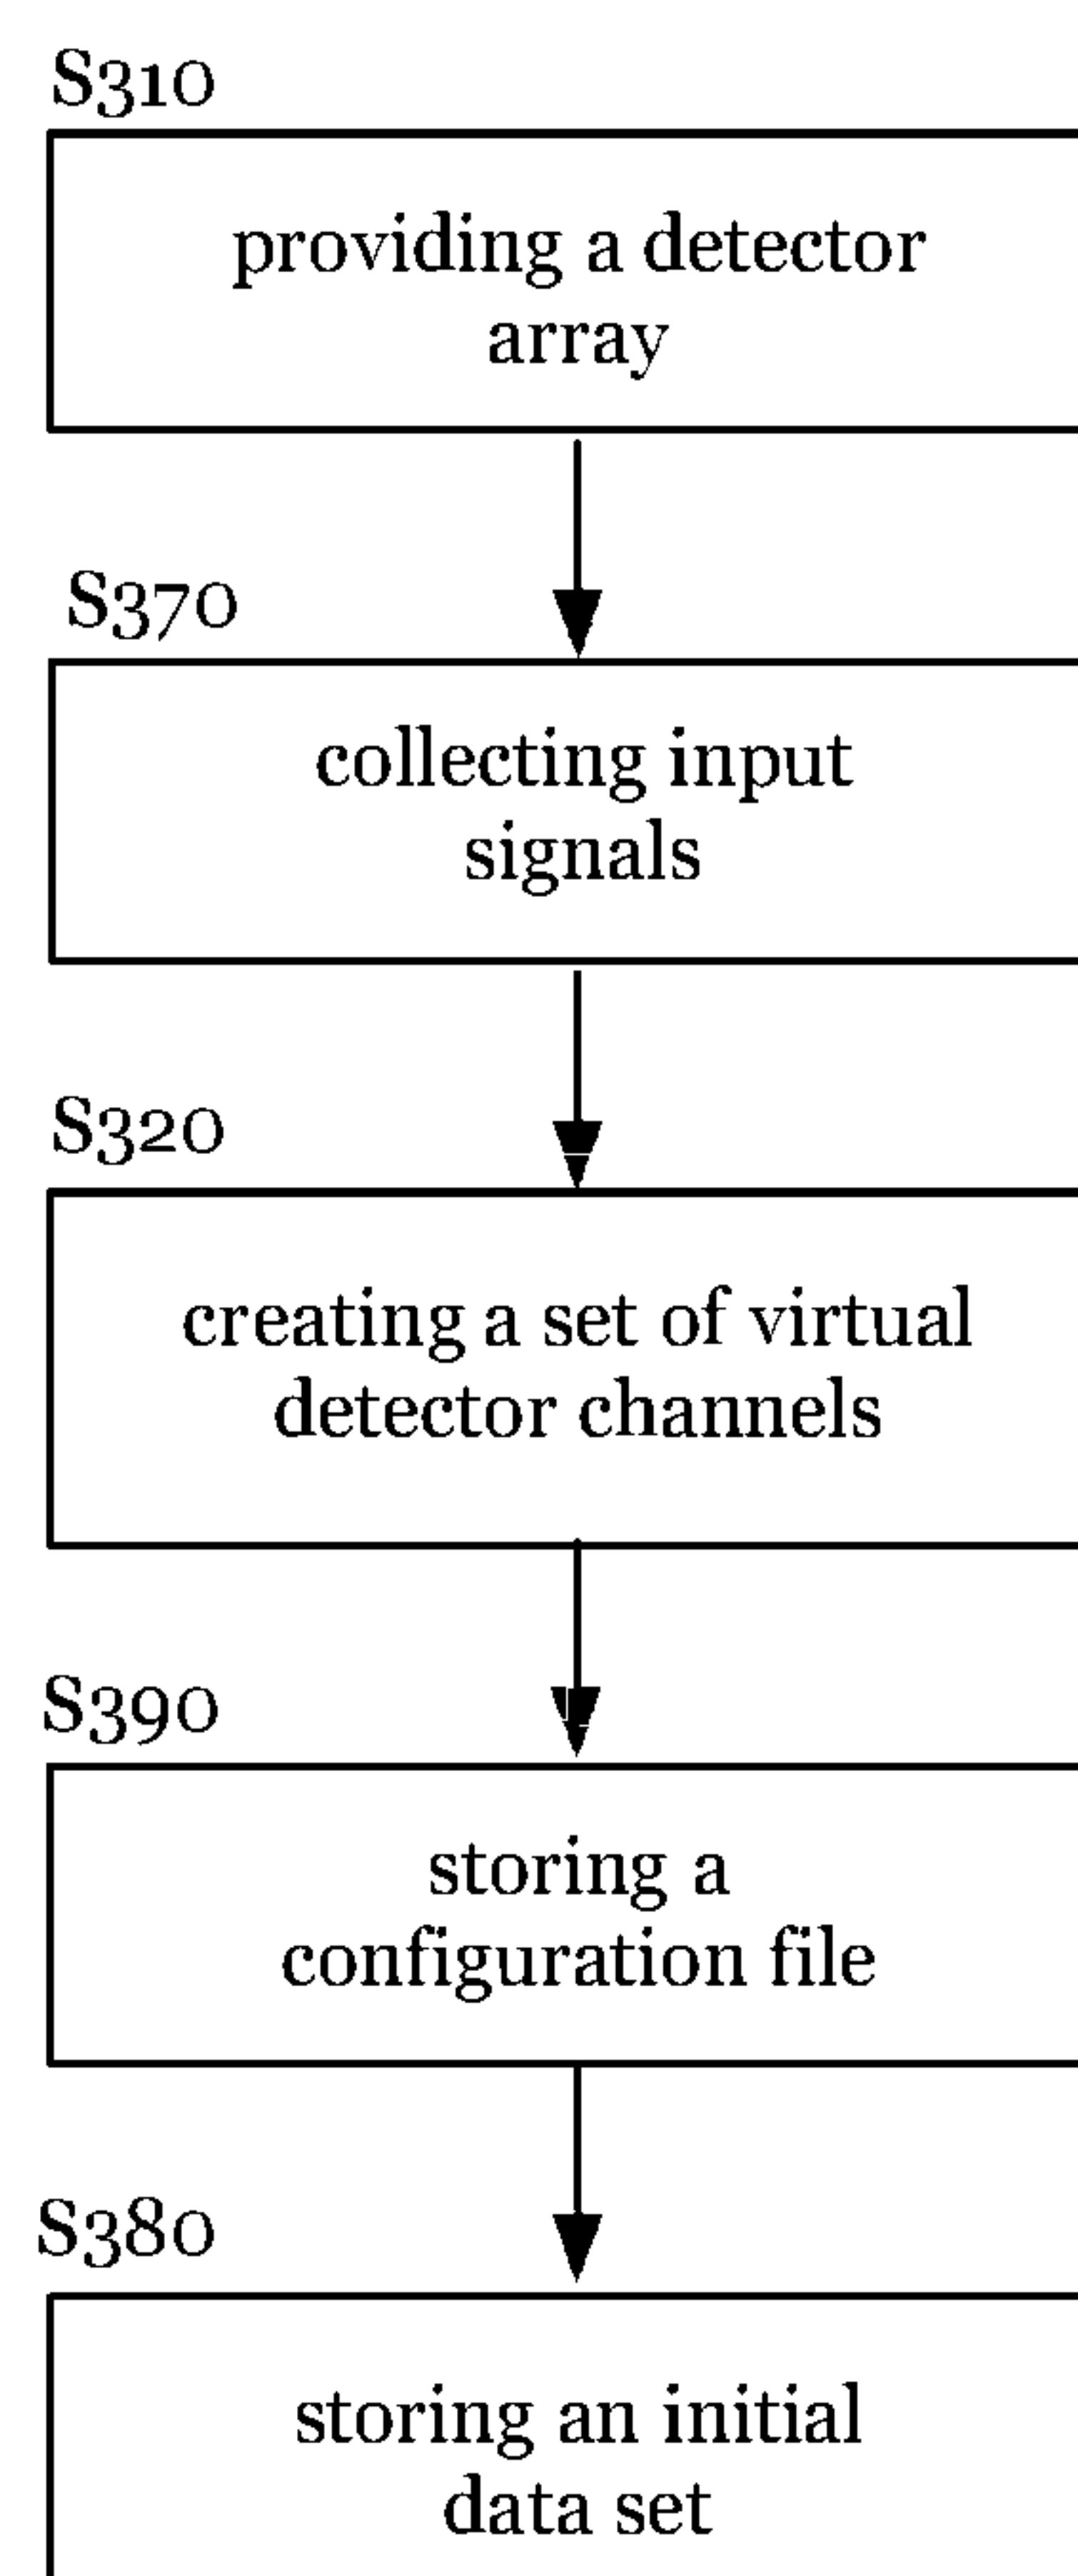 S310
providing a detector
array
S370
collecting input
signals
S320
creating a set of virtual
detector channels
S390
storing a
configuration file
S380
storing an initial
data set